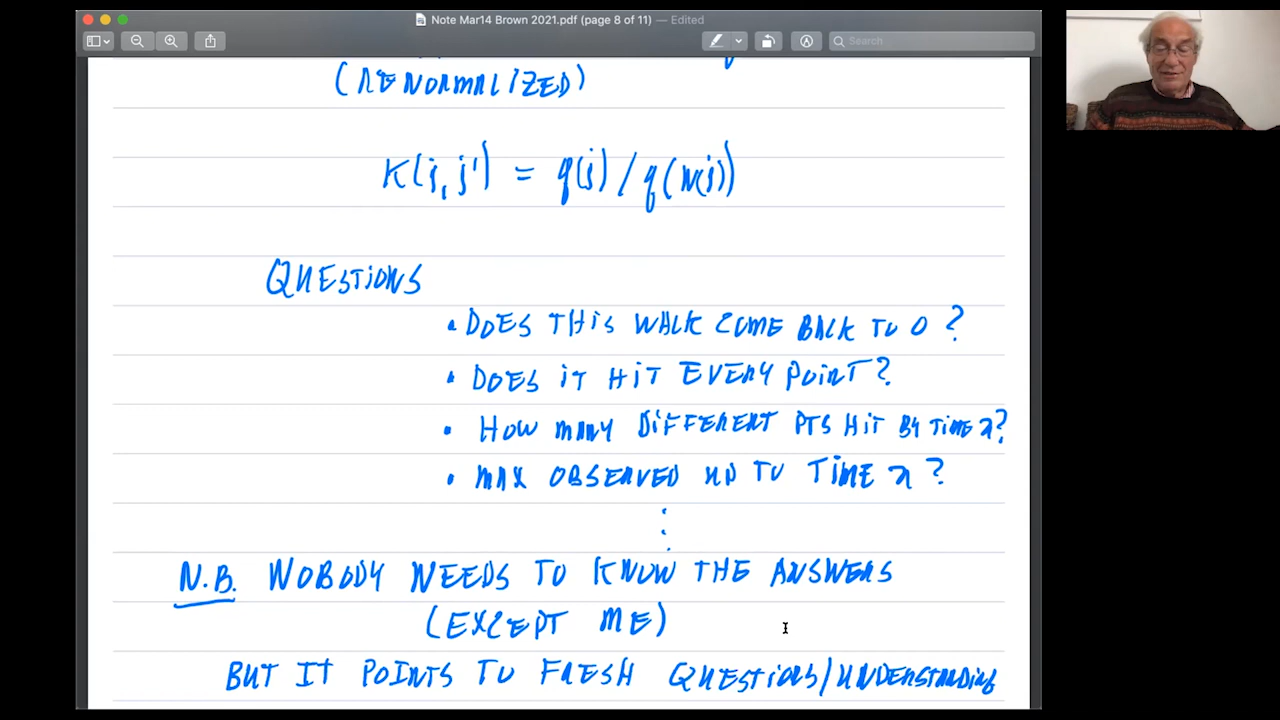 Note Mar14 Brown 2021.pdf (page 8 of 11) — Edited
Search
(RENORMALIZED)
K(j, j') = q(j) / q(N(j))
QUESTIONS
• DOES THIS WALK COME BACK TO 0 ?
• DOES IT HIT EVERY POINT?
• HOW MANY DIFFERENT PTS HIT BY TIME n?
• MAX OBSERVED UP TO TIME n ?
N.B. NOBODY NEEDS TO KNOW THE ANSWERS
(EXCEPT ME)
BUT IT POINTS TO FRESH QUESTIONS/UNDERSTANDING